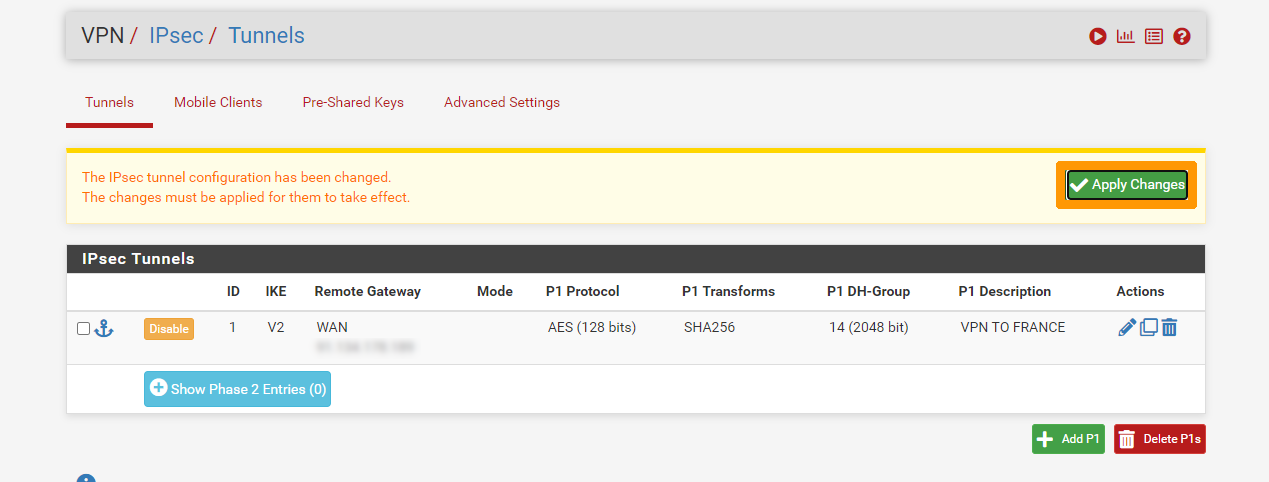 VPN / IPsec / Tunnels
Tunnels Mobile Clients Pre-Shared Keys Advanced Settings
The IPsec tunnel configuration has been changed.
The changes must be applied for them to take effect.
Apply Changes
IPsec Tunnels
ID IKE Remote Gateway Mode P1 Protocol P1 Transforms P1 DH-Group P1 Description Actions
Disable 1 V2 WAN AES (128 bits) SHA256 14 (2048 bit) VPN TO FRANCE
Show Phase 2 Entries (0)
Add P1 Delete P1s